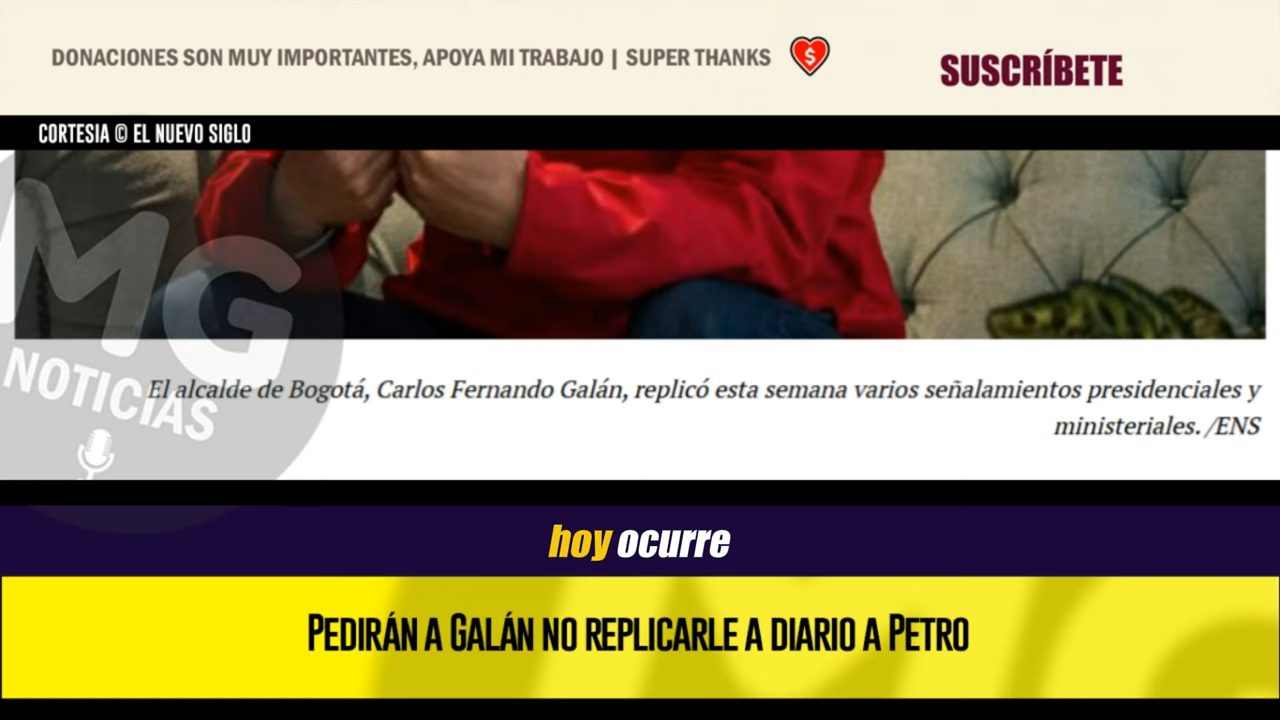 DONACIONES SON MUY IMPORTANTES, APOYA MI TRABAJO | SUPER THANKS
$
SUSCRÍBETE
CORTESIA © EL NUEVO SIGLO
MG
NOTICIAS
El alcalde de Bogotá, Carlos Fernando Galán, replicó esta semana varios señalamientos presidenciales y
ministeriales. /ENS
hoy ocurre
PEDIRÁN A GALÁN NO REPLICARLE A DIARIO A PETRO